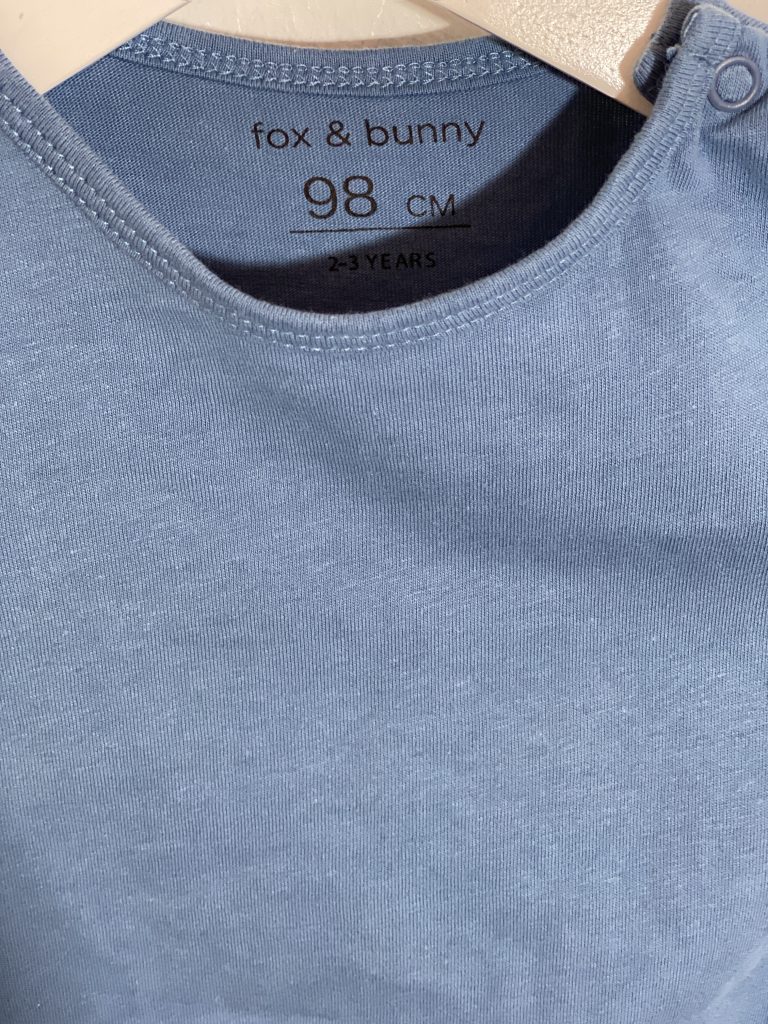 fox & bunny
98 CM
2-3 YEARS